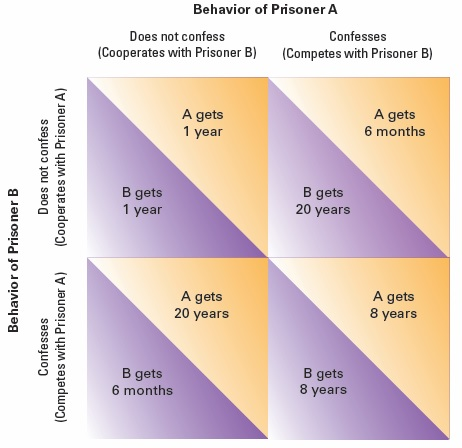 Behavior of Prisoner A
Does not confess
(Cooperates with Prisoner B)
Confesses
(Competes with Prisoner B)
Behavior of Prisoner B
Does not confess
(Cooperates with Prisoner A)
A gets
1 year
B gets
1 year
A gets
6 months
B gets
20 years
Confesses
(Competes with Prisoner A)
A gets
20 years
B gets
6 months
A gets
8 years
B gets
8 years